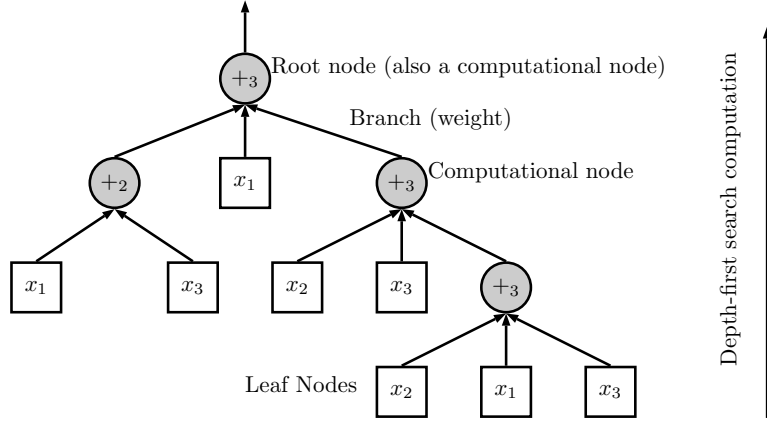 +₃ Root node (also a computational node)
Branch (weight)
+₂ x₁ +₃ Computational node
x₁ x₃ x₂ x₃ +₃
Leaf Nodes x₂ x₁ x₃
Depth-first search computation